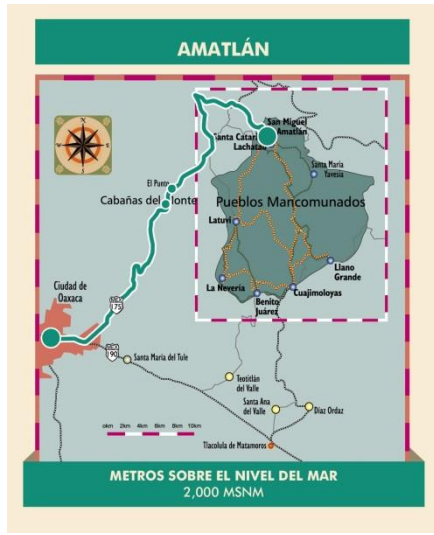 AMATLÁN
San Miguel
Amatlán
Santa Catarina
Lachatao
Santa María
Yavesía
El Punto
Cabañas del Monte
Pueblos Mancomunados
Latuvi
Llano
Grande
La Nevería
Cuajimoloyas
Benito
Juárez
Ciudad
de Oaxaca
175
190
Santa María del Tule
Teotitlán
del Valle
Santa Ana
del Valle
Díaz Ordaz
0km 2km 4km 6km 8km 10km
Tlacolula de Matamoros
METROS SOBRE EL NIVEL DEL MAR
2,000 MSNM